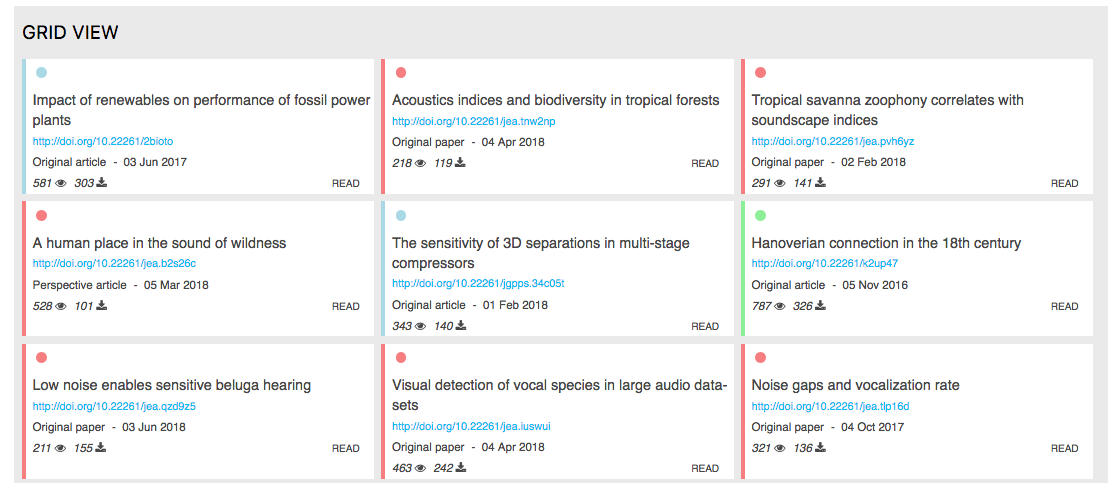 GRID VIEW
Impact of renewables on performance of fossil power
plants
http://doi.org/10.22261/2bioto
Original article - 03 Jun 2017
581 303
READ
Acoustics indices and biodiversity in tropical forests
http://doi.org/10.22261/jea.tnw2np
Original paper - 04 Apr 2018
218 119
READ
Tropical savanna zoophony correlates with
soundscape indices
http://doi.org/10.22261/jea.pvh6yz
Original paper - 02 Feb 2018
291 141
READ
A human place in the sound of wildness
http://doi.org/10.22261/jea.b2s26c
Perspective article - 05 Mar 2018
528 101
READ
The sensitivity of 3D separations in multi-stage
compressors
http://doi.org/10.22261/jgpps.34c05t
Original article - 01 Feb 2018
343 140
READ
Hanoverian connection in the 18th century
http://doi.org/10.22261/k2up47
Original article - 05 Nov 2016
787 326
READ
Low noise enables sensitive beluga hearing
http://doi.org/10.22261/jea.qzd9z5
Original paper - 03 Jun 2018
211 155
READ
Visual detection of vocal species in large audio data-
sets
http://doi.org/10.22261/jea.iuswui
Original paper - 04 Apr 2018
463 242
READ
Noise gaps and vocalization rate
http://doi.org/10.22261/jea.tlp16d
Original paper - 04 Oct 2017
321 136
READ